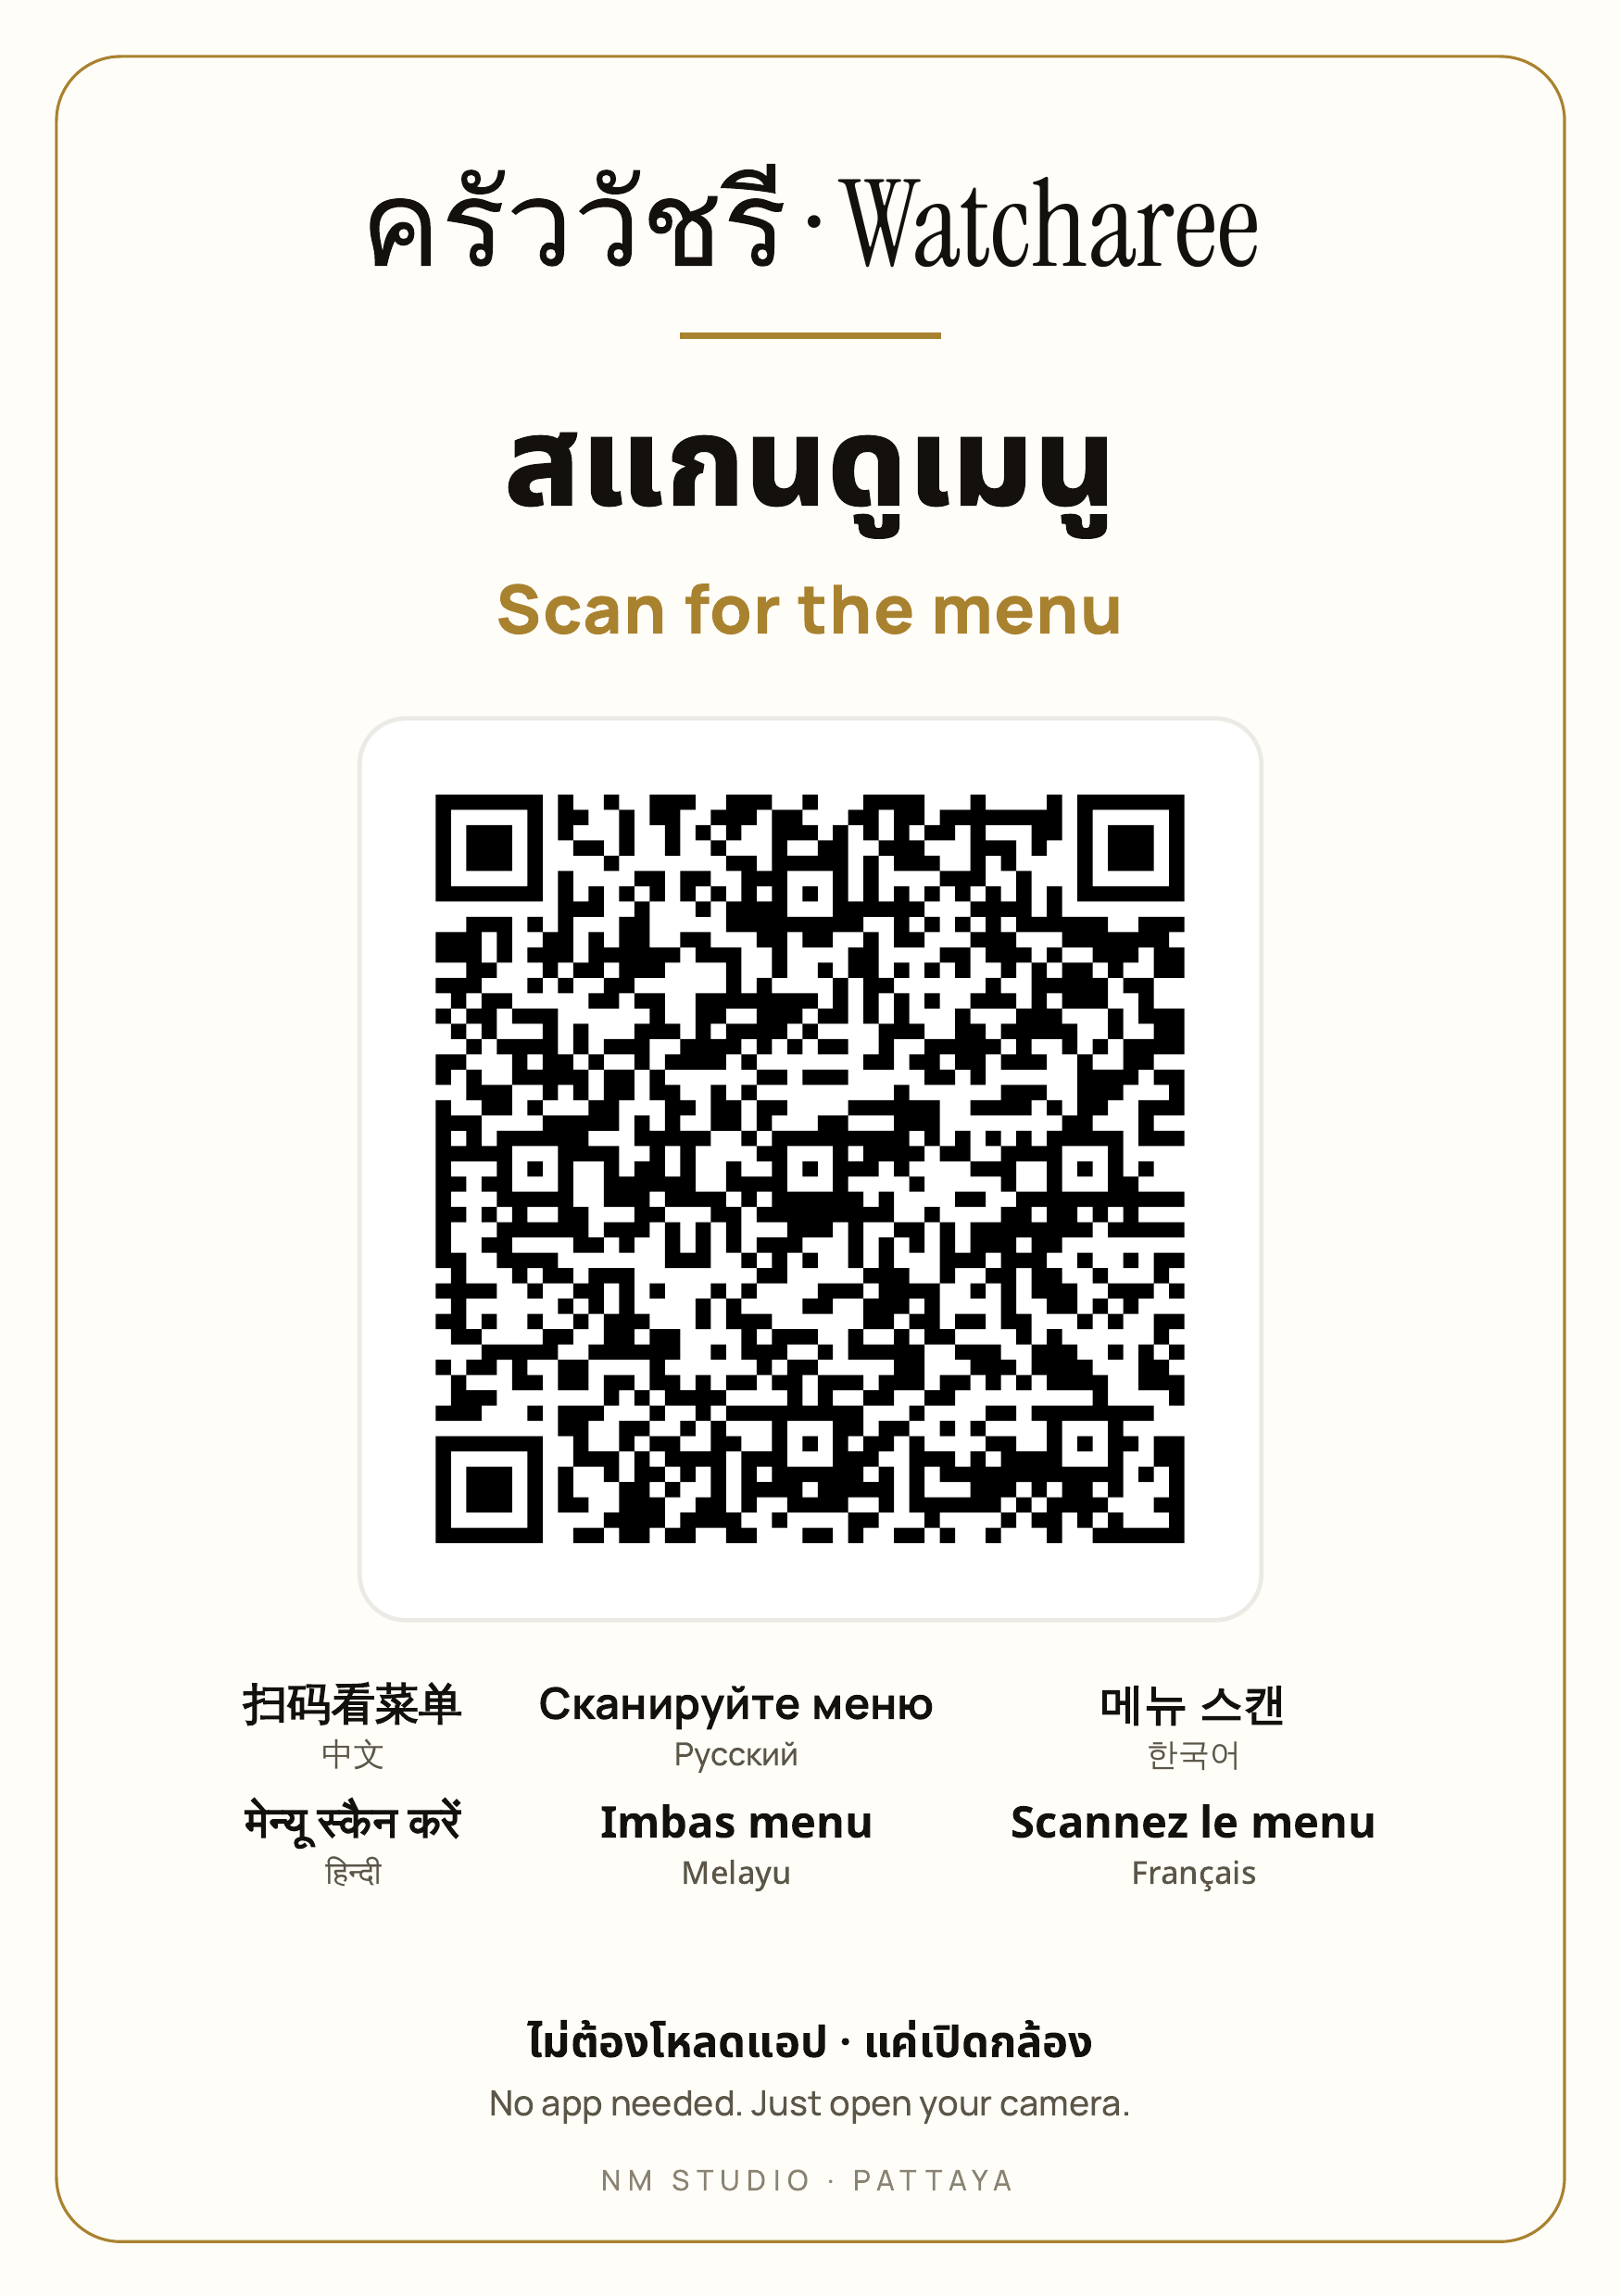 ครัววัชรี · Watcharee
สแกนดูเมนู
Scan for the menu
扫码看菜单
中文
Сканируйте меню
Русский
메뉴 스캔
한국어
मेन्यू स्कैन करें
हिन्दी
Imbas menu
Melayu
Scannez le menu
Français
ไม่ต้องโหลดแอป · แค่เปิดกล้อง
No app needed. Just open your camera.
NM STUDIO · PATTAYA